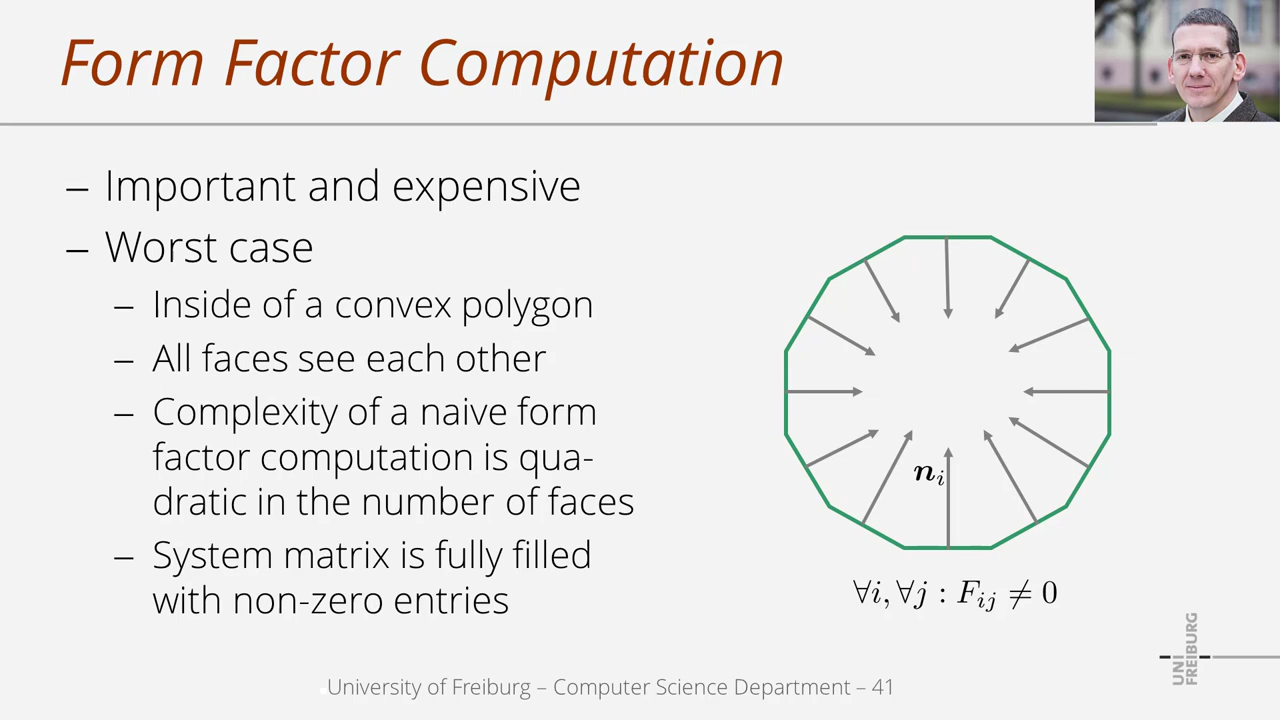 Form Factor Computation
– Important and expensive
– Worst case
– Inside of a convex polygon
– All faces see each other
– Complexity of a naive form
factor computation is qua-
dratic in the number of faces
– System matrix is fully filled
with non-zero entries
n_i
∀i, ∀j : F_{ij} ≠ 0
UNI
FREIBURG
University of Freiburg – Computer Science Department – 41